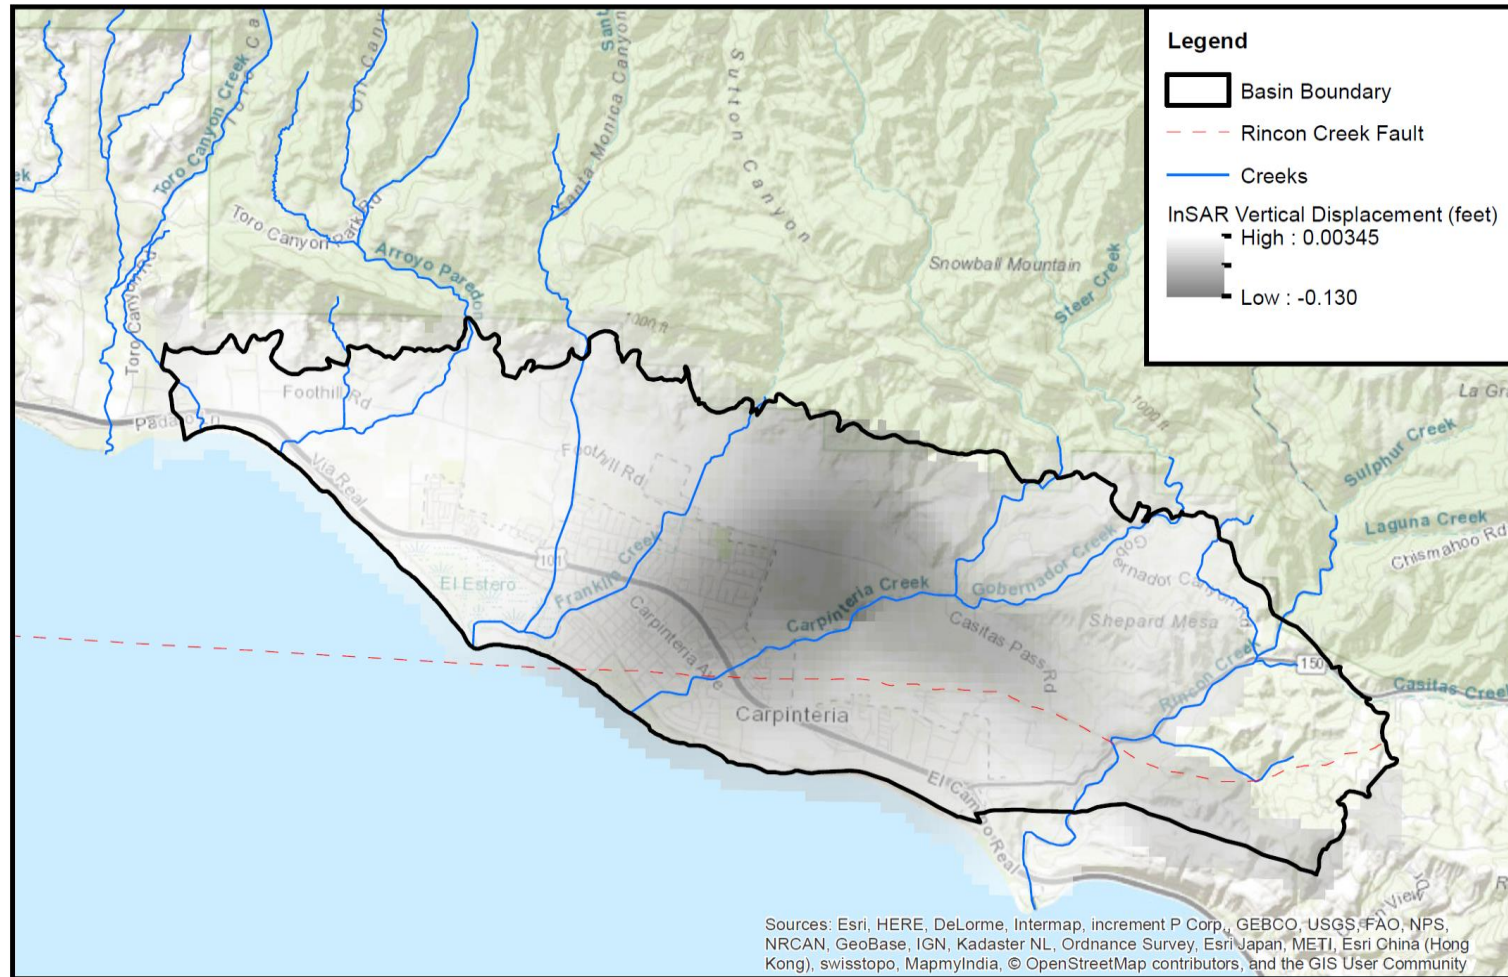 Legend
Basin Boundary
Rincon Creek Fault
Creeks
InSAR Vertical Displacement (feet)
High : 0.00345
Low : -0.130
Toro Canyon Creek
Santa Monica Canyon
Sutton Canyon
Toro Canyon Park Rd
Arroyo Paredon
Snowball Mountain
Steer Creek
Toro Canyon Rd
1000 ft
Foothill Rd
Via Real
Foothill Rd
1000 ft
Sulphur Creek
Laguna Creek
Chismahoo Rd
101
El Estero
Franklin Creek
Carpinteria Creek
Gobernador Creek
Gobernador Canyon Rd
Carpinteria Ave
Casitas Pass Rd
Shepard Mesa
Rincon Creek
150
Casitas Creek
Carpinteria
El Camino Real
Sources: Esri, HERE, DeLorme, Intermap, increment P Corp., GEBCO, USGS, FAO, NPS,
NRCAN, GeoBase, IGN, Kadaster NL, Ordnance Survey, Esri Japan, METI, Esri China (Hong
Kong), swisstopo, MapmyIndia, © OpenStreetMap contributors, and the GIS User Community